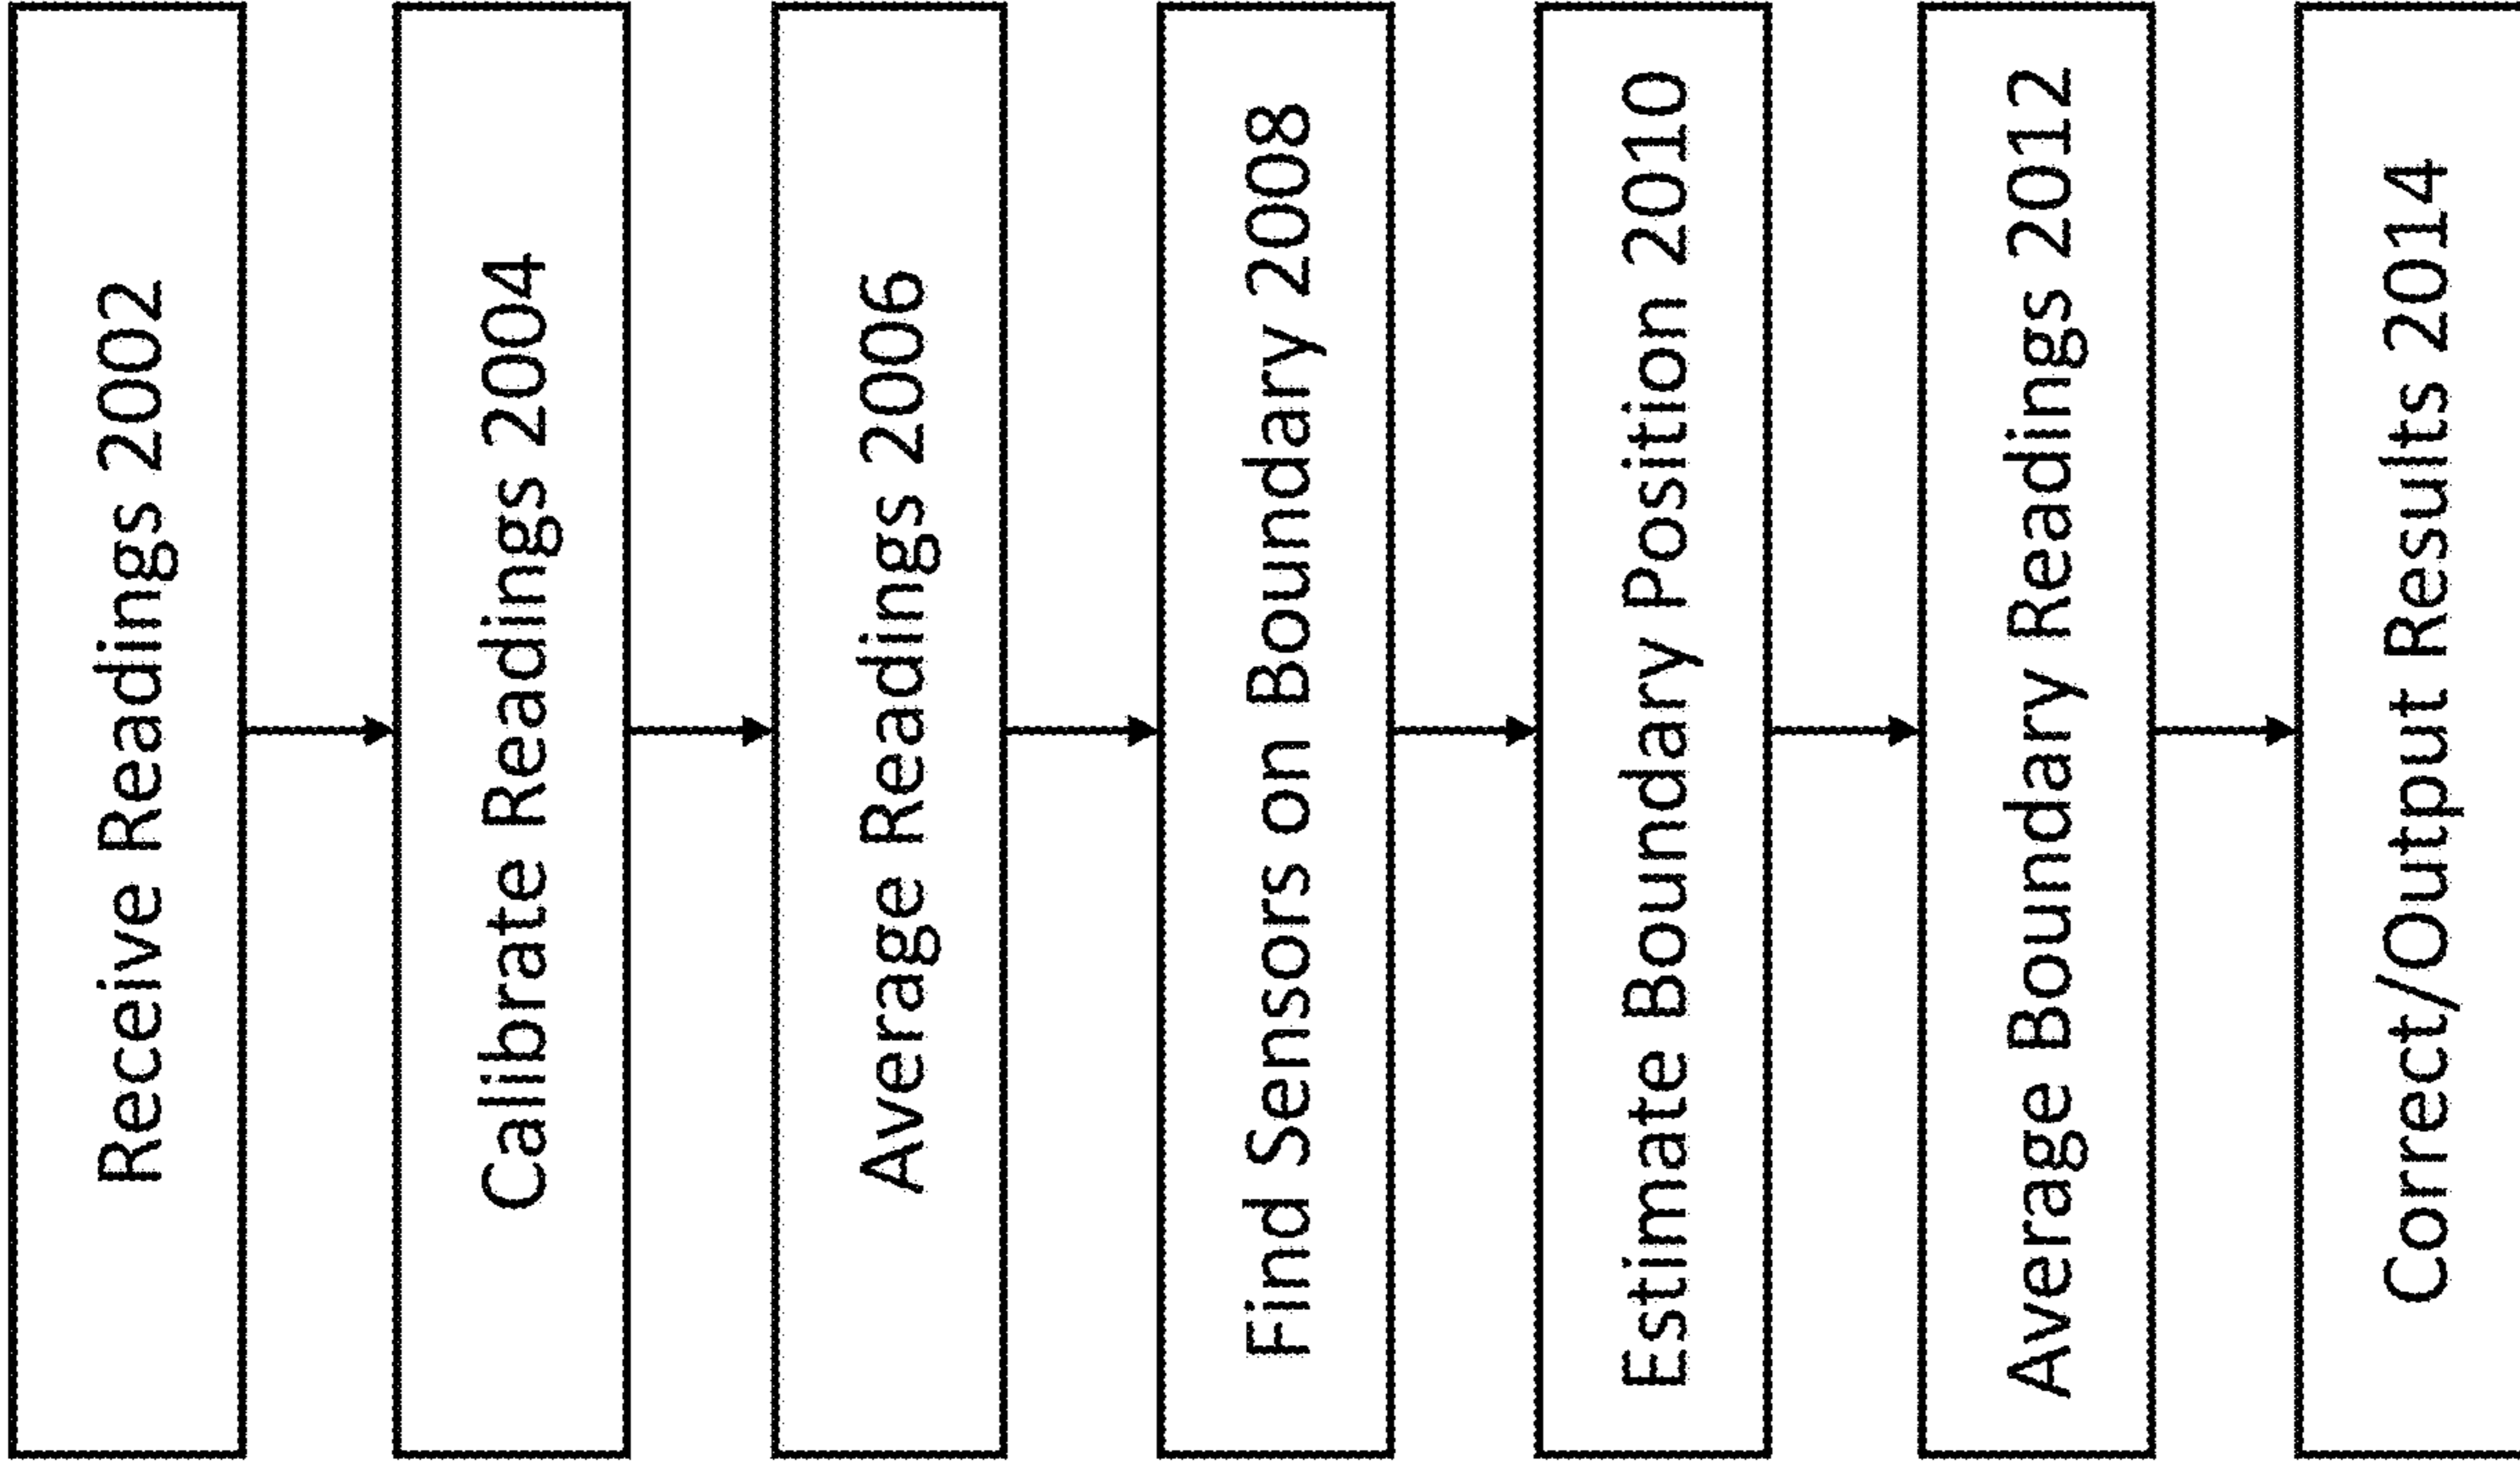 Receive Readings 2002
Calibrate Readings 2004
Average Readings 2006
Find Sensors on Boundary 2008
Estimate Boundary Position 2010
Average Boundary Readings 2012
Correct/Output Results 2014